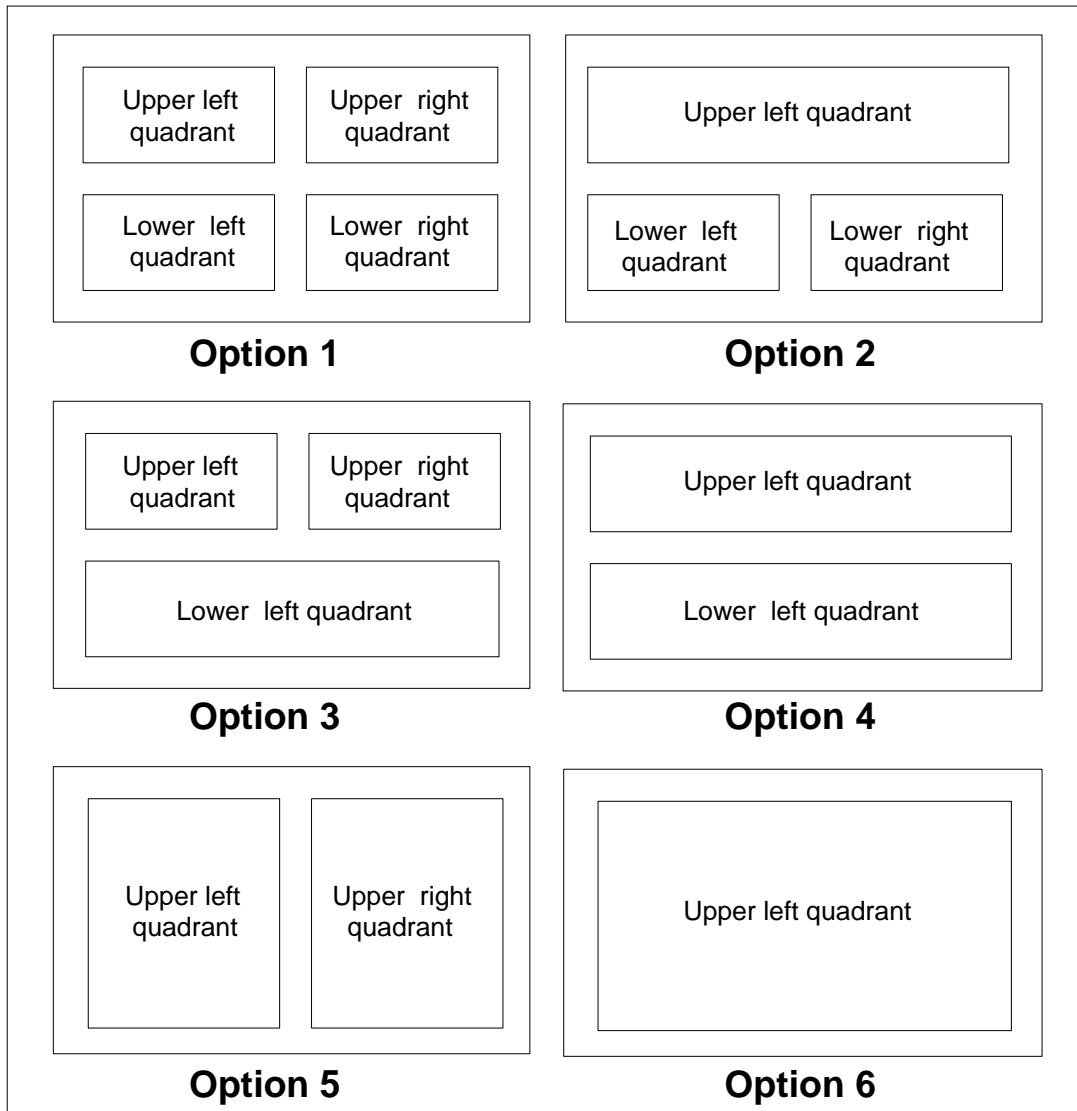 Upper left
quadrant
Upper right
quadrant
Lower left
quadrant
Lower right
quadrant
Option 1
Upper left quadrant
Lower left
quadrant
Lower right
quadrant
Option 2
Upper left
quadrant
Upper right
quadrant
Lower left quadrant
Option 3
Upper left quadrant
Lower left quadrant
Option 4
Upper left
quadrant
Upper right
quadrant
Option 5
Upper left quadrant
Option 6